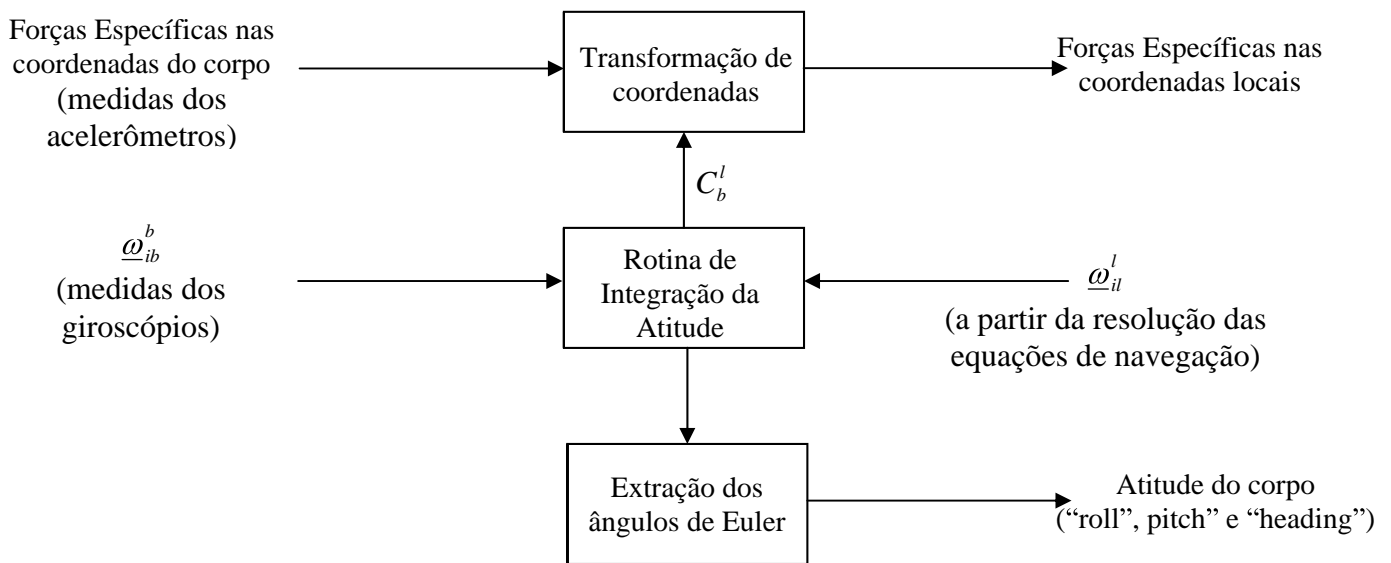 Forças Específicas nas
coordenadas do corpo
(medidas dos
acelerômetros)
Transformação de
coordenadas
Forças Específicas nas
coordenadas locais
C_b^l
ω_ib^b
(medidas dos
giroscópios)
Rotina de
Integração da
Atitude
ω_il^l
(a partir da resolução das
equações de navegação)
Extração dos
ângulos de Euler
Atitude do corpo
(“roll”, pitch” e “heading”)